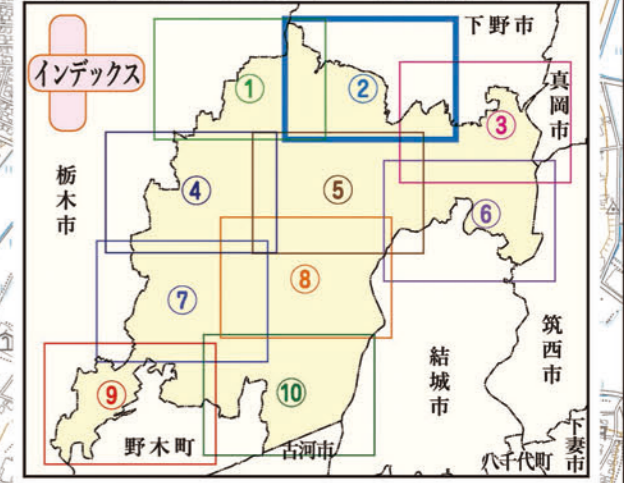 インデックス
下野市
真岡市
栃木市
①
②
③
④
⑤
⑥
⑦
⑧
⑨
⑩
筑西市
結城市
野木町
古河市
八千代町
下妻市